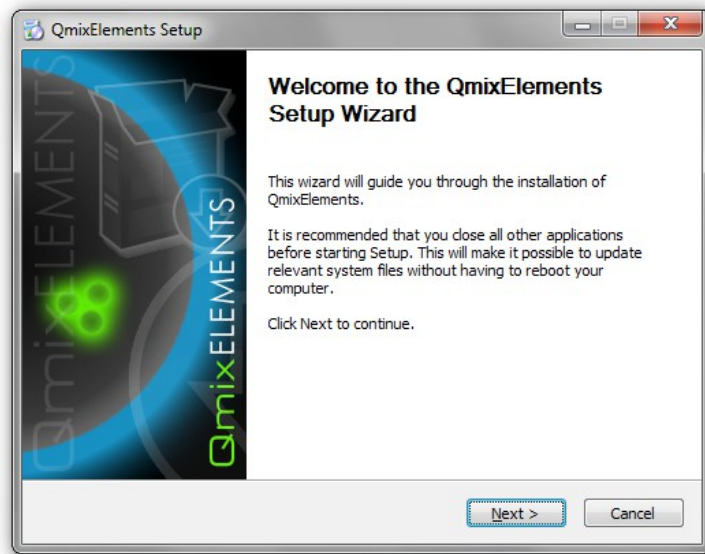 QmixElements Setup
QmixELEMENTS
QmixELEMENTS
Welcome to the QmixElements
Setup Wizard
This wizard will guide you through the installation of
QmixElements.
It is recommended that you close all other applications
before starting Setup. This will make it possible to update
relevant system files without having to reboot your
computer.
Click Next to continue.
Next >
Cancel